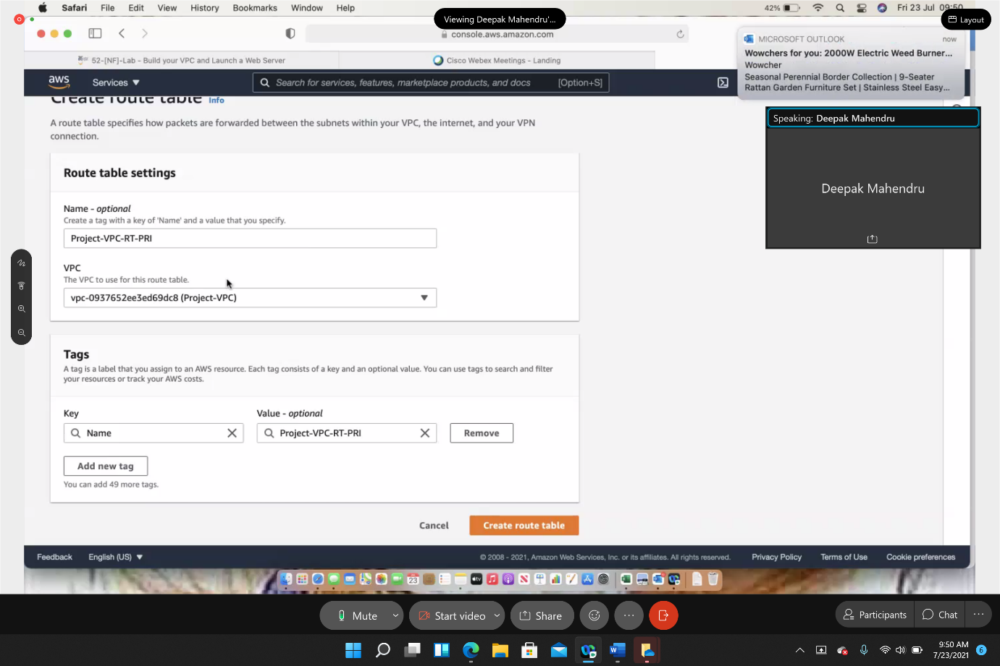 Safari File Edit View History Bookmarks Window Help
42% Fri 23 Jul 09:50
Viewing Deepak Mahendru'...
Layout
console.aws.amazon.com
52-[NF]-Lab - Build your VPC and Launch a Web Server
Cisco Webex Meetings - Landing
MICROSOFT OUTLOOK now
Wowchers for you: 2000W Electric Weed Burner...
Wowcher
Seasonal Perennial Border Collection | 9-Seater
Rattan Garden Furniture Set | Stainless Steel Easy...
aws Services ▼ Search for services, features, marketplace products, and docs [Option+S]
Create route table Info
A route table specifies how packets are forwarded between the subnets within your VPC, the internet, and your VPN
connection.
Speaking: Deepak Mahendru
Deepak Mahendru
Route table settings
Name - optional
Create a tag with a key of 'Name' and a value that you specify.
Project-VPC-RT-PRI
VPC
The VPC to use for this route table.
vpc-0937652ee3ed69dc8 (Project-VPC)
Tags
A tag is a label that you assign to an AWS resource. Each tag consists of a key and an optional value. You can use tags to search and filter
your resources or track your AWS costs.
Key Value - optional
Name Project-VPC-RT-PRI Remove
Add new tag
You can add 49 more tags.
Cancel Create route table
Feedback English (US) ▼ © 2008 - 2021, Amazon Web Services, Inc. or its affiliates. All rights reserved. Privacy Policy Terms of Use Cookie preferences
23 tv
Mute Start video Share ... Participants Chat ...
W
9:50 AM
7/23/2021
6